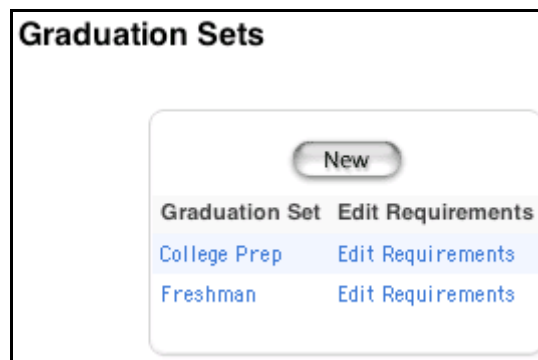 Graduation Sets
New
Graduation Set Edit Requirements
College Prep Edit Requirements
Freshman Edit Requirements